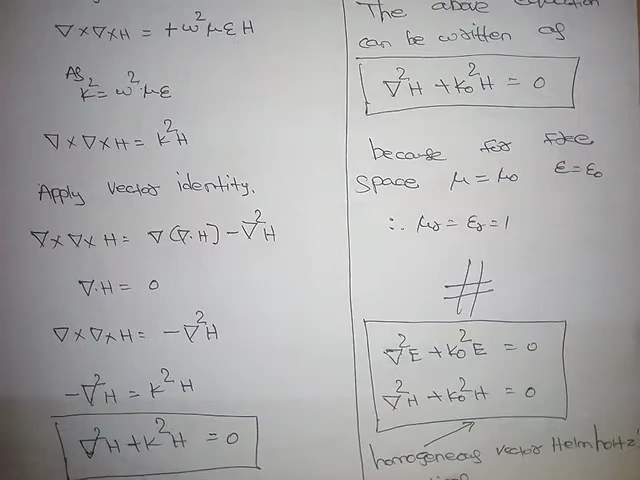 ∇×∇×H = +ω²με H
As
k² = ω²με
∇×∇×H = k²H
Apply vector identity.
∇×∇×H = ∇(∇·H) - ∇²H
∇·H = 0
∇×∇×H = -∇²H
-∇²H = k²H
∇²H + k²H = 0
The above equation
can be written as
∇²H + k₀²H = 0
because for free
space μ = μ₀ ε = ε₀
∴ μr = εr = 1
#
∇²E + k₀²E = 0
∇²H + k₀²H = 0
homogeneous vector Helmholtz